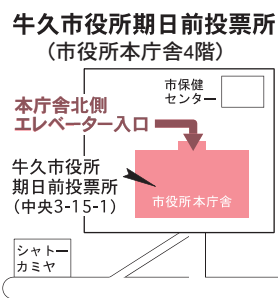 牛久市役所期日前投票所
(市役所本庁舎4階)
市保健
センター
本庁舎北側
エレベーター入口
牛久市役所
期日前投票所
(中央3-15-1)
市役所本庁舎
シャトー
カミヤ